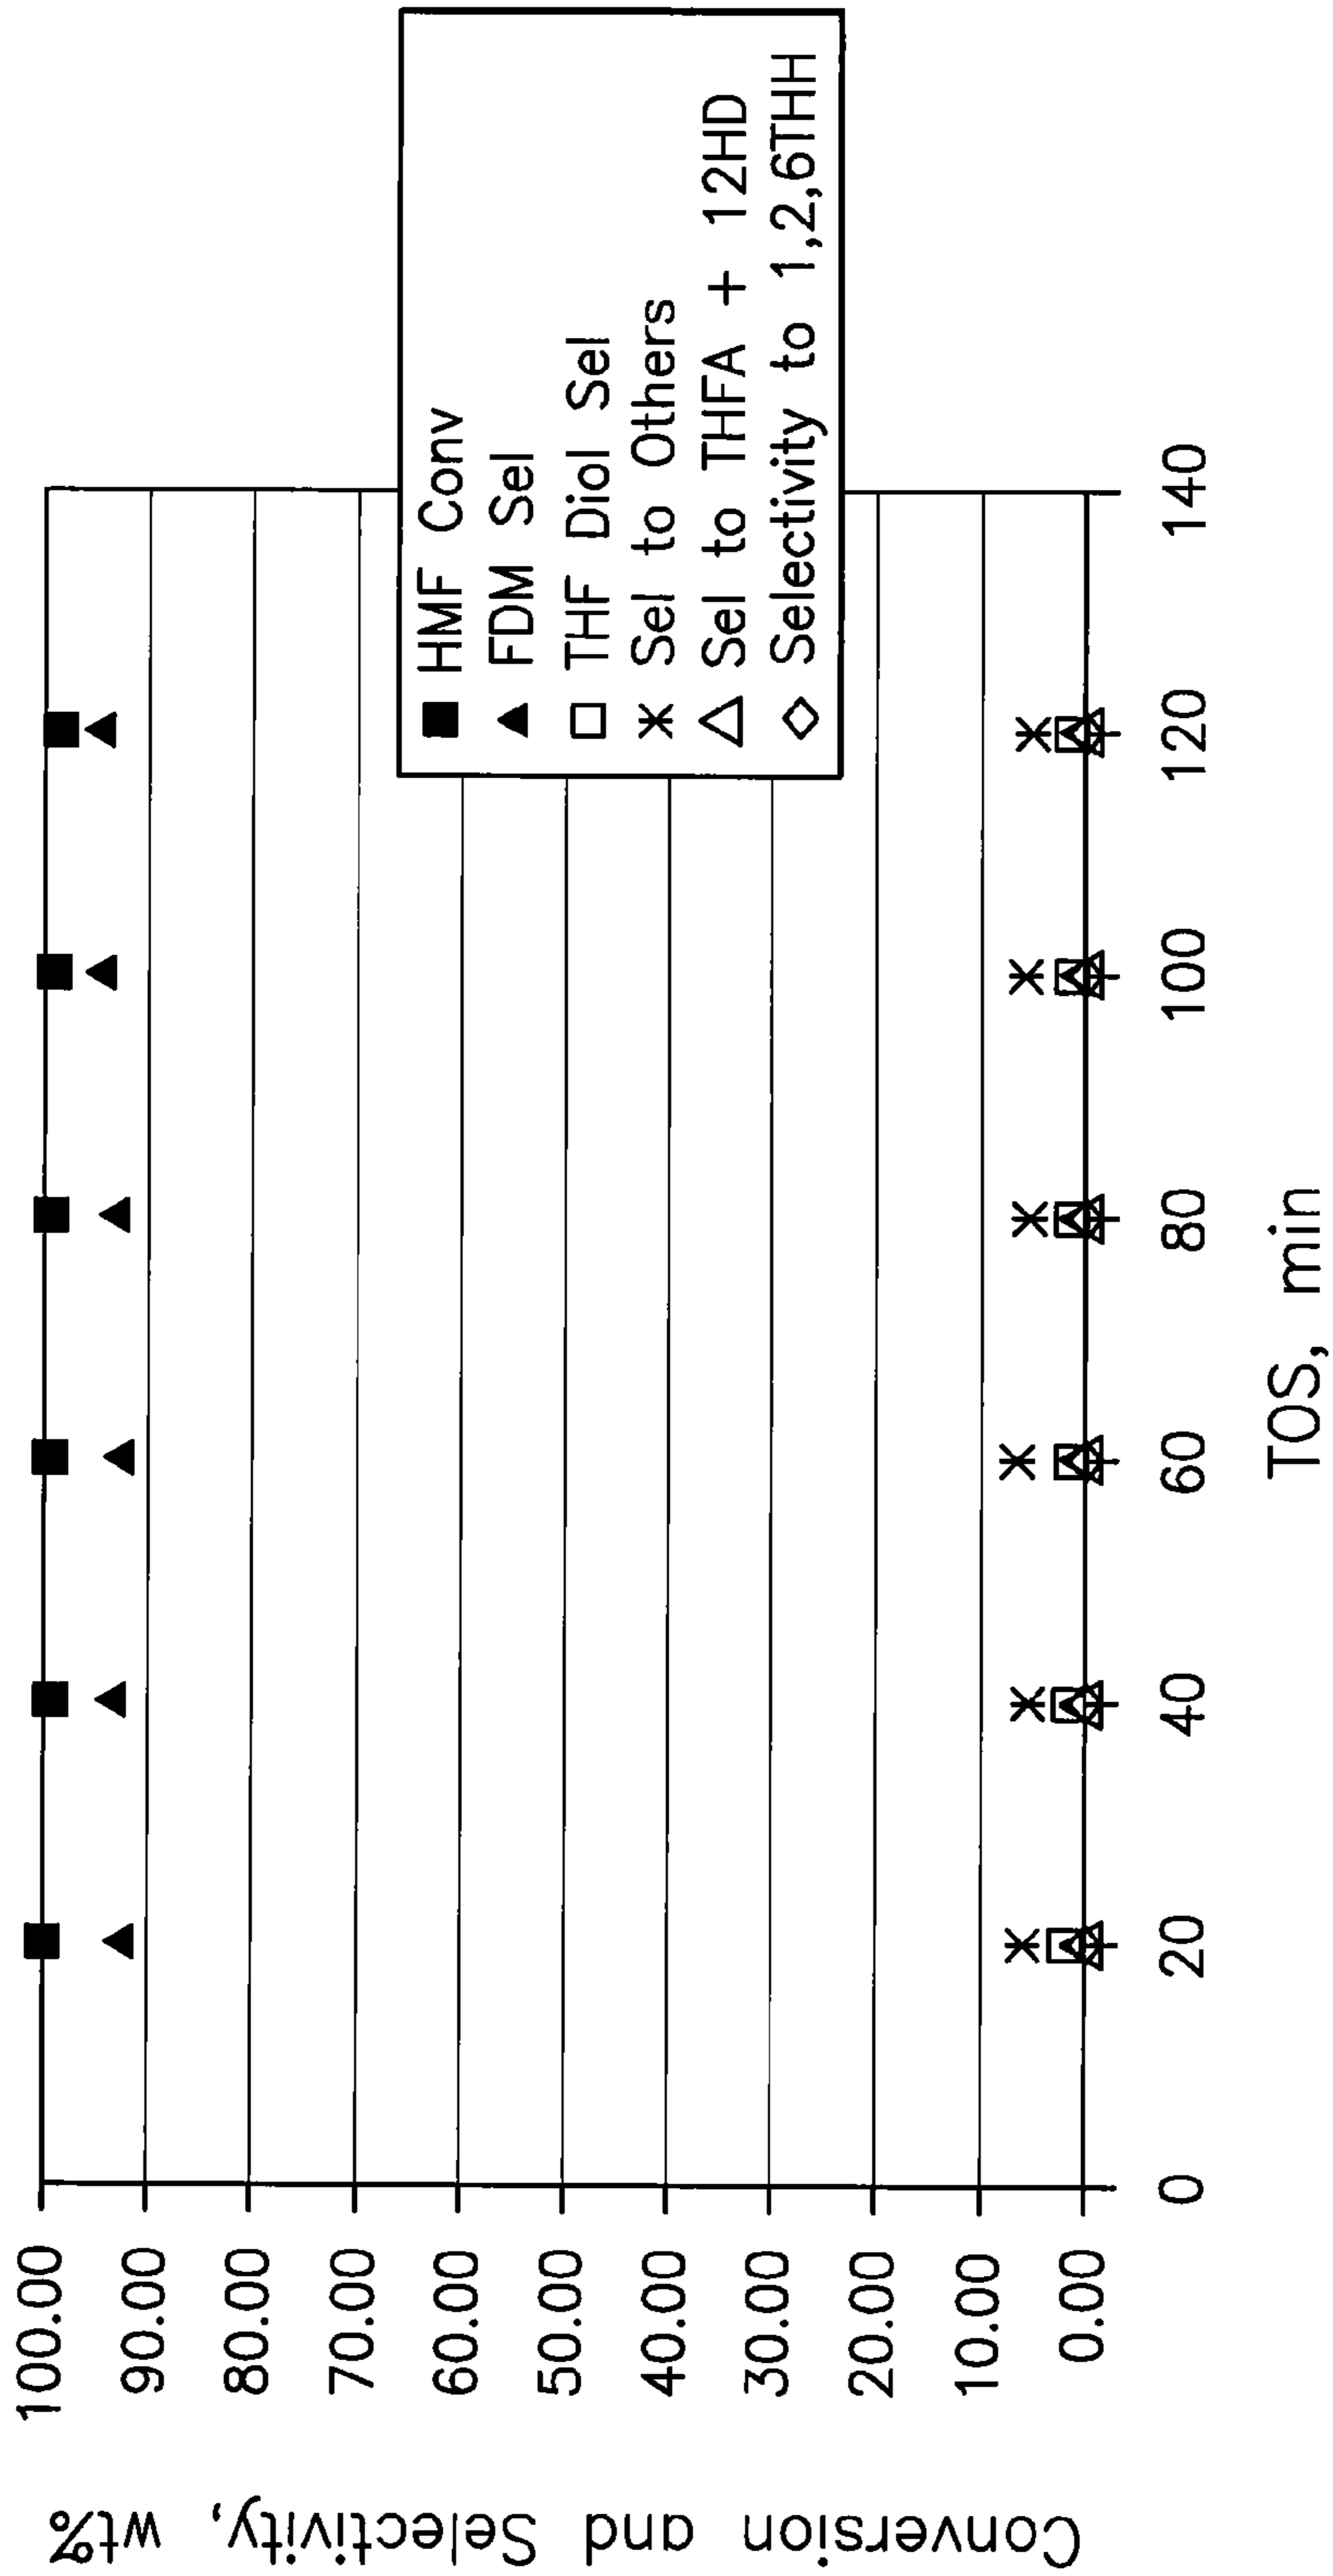 Conversion and Selectivity, wt%
100.00
90.00
80.00
70.00
60.00
50.00
40.00
30.00
20.00
10.00
0.00
0 20 40 60 80 100 120 140
TOS, min
HMF Conv
FDM Sel
THF Diol Sel
Sel to Others
Sel to THFA + 12HD
Selectivity to 1,2,6THH